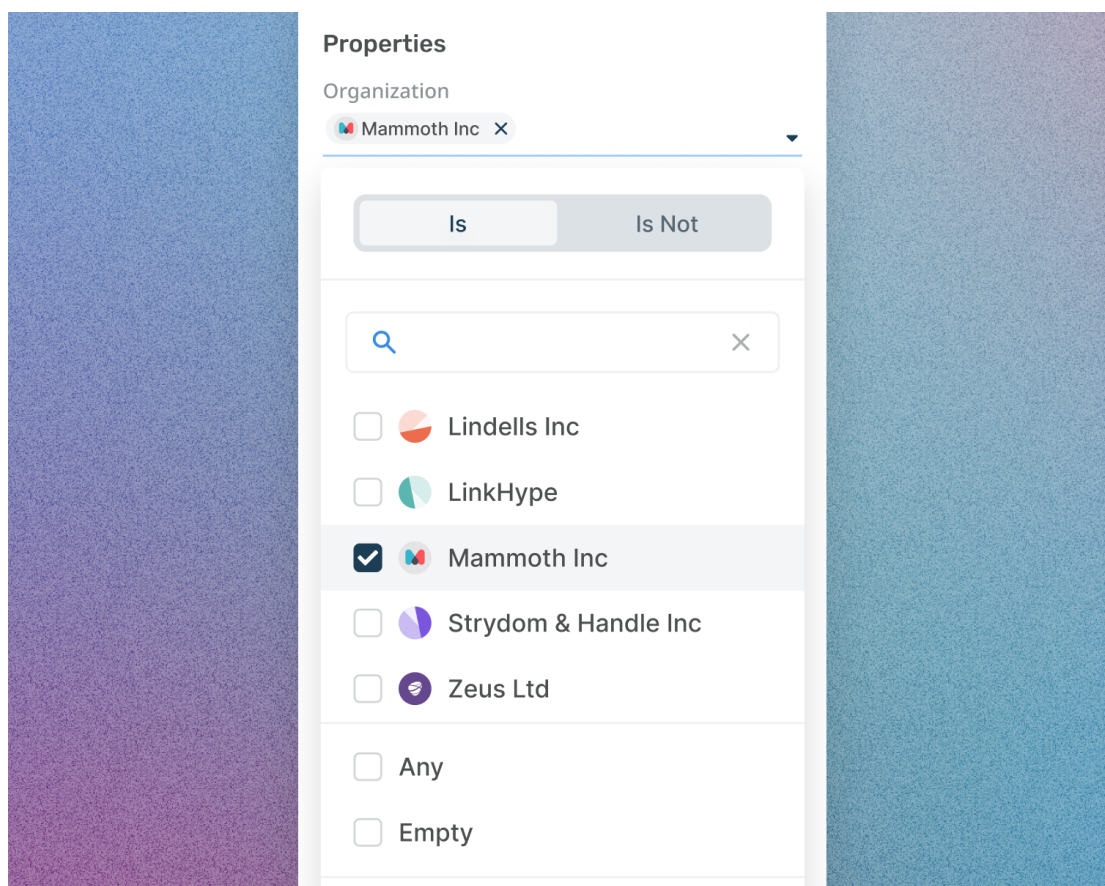 Properties
Organization
Mammoth Inc
Is Is Not
Lindells Inc
LinkHype
Mammoth Inc
Strydom & Handle Inc
Zeus Ltd
Any
Empty